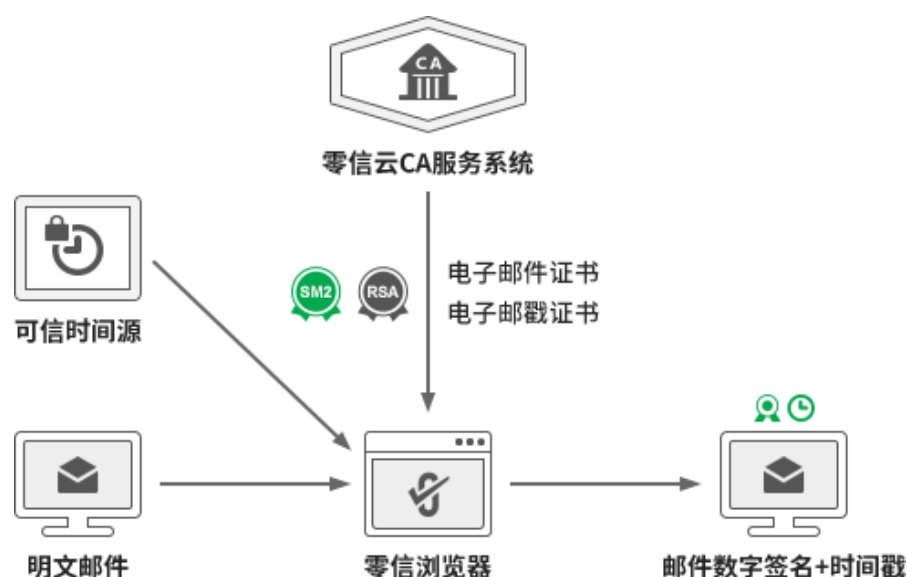 CA
零信云CA服务系统
可信时间源
SM2
RSA
电子邮件证书
电子邮戳证书
明文邮件
零信浏览器
邮件数字签名+时间戳